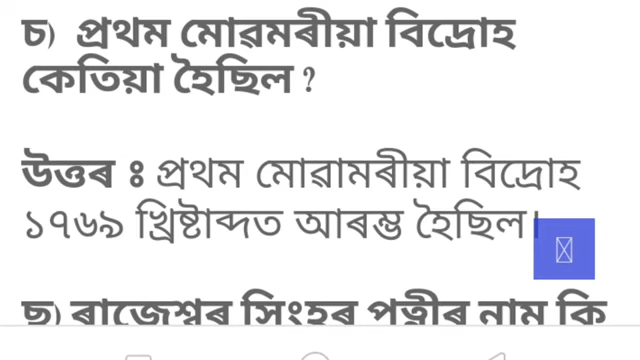 চ) প্ৰথম মোৱমৰীয়া বিদ্ৰোহ
কেতিয়া হৈছিল ?
উত্তৰ ঃ প্ৰথম মোৱামৰীয়া বিদ্ৰোহ
১৭৬৯ খ্ৰিষ্টাব্দত আৰম্ভ হৈছিল।
ছ) ৰাজেশ্বৰ সিংহৰ পত্নীৰ নাম কি